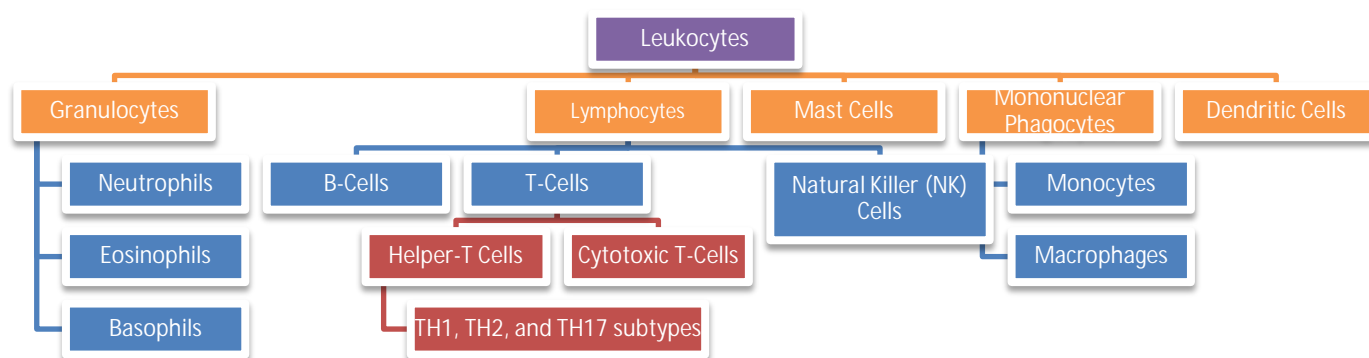 Leukocytes
Granulocytes
Lymphocytes
Mast Cells
Mononuclear
Phagocytes
Dendritic Cells
Neutrophils
B-Cells
T-Cells
Natural Killer (NK)
Cells
Monocytes
Eosinophils
Helper-T Cells
Cytotoxic T-Cells
Macrophages
Basophils
TH1, TH2, and TH17 subtypes